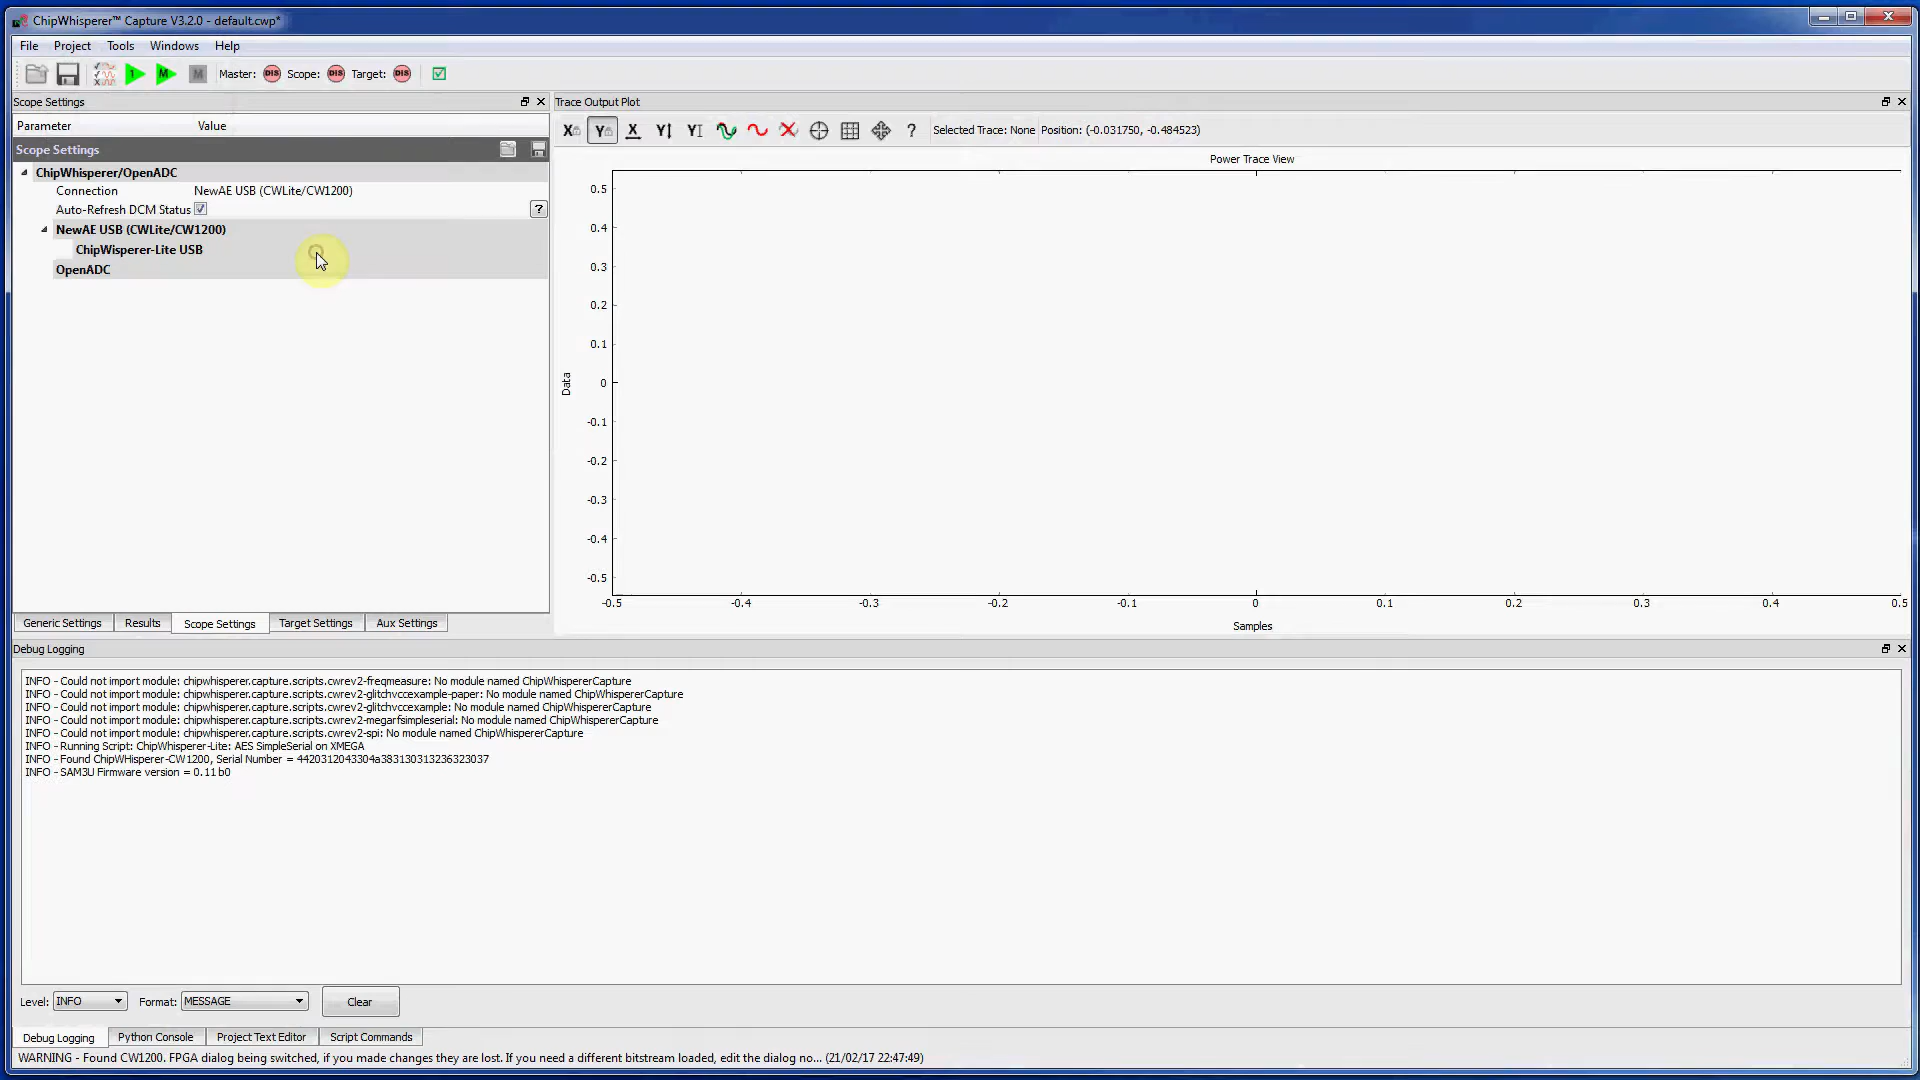 ChipWhisperer™ Capture V3.2.0 - default.cwp*
File Project Tools Windows Help
1 M M Master: DIS Scope: DIS Target: DIS
Scope Settings
Parameter Value
Scope Settings
ChipWhisperer/OpenADC
Connection NewAE USB (CWLite/CW1200)
Auto-Refresh DCM Status ?
NewAE USB (CWLite/CW1200)
ChipWisperer-Lite USB
OpenADC
Generic Settings Results Scope Settings Target Settings Aux Settings
Trace Output Plot
X Y X Y Y ? Selected Trace: None Position: (-0.031750, -0.484523)
Power Trace View
0.5
0.4
0.3
0.2
0.1
0
-0.1
-0.2
-0.3
-0.4
-0.5
Data
-0.5 -0.4 -0.3 -0.2 -0.1 0 0.1 0.2 0.3 0.4 0.5
Samples
Debug Logging
INFO - Could not import module: chipwhisperer.capture.scripts.cwrev2-freqmeasure: No module named ChipWhispererCapture
INFO - Could not import module: chipwhisperer.capture.scripts.cwrev2-glitchvccexample-paper: No module named ChipWhispererCapture
INFO - Could not import module: chipwhisperer.capture.scripts.cwrev2-glitchvccexample: No module named ChipWhispererCapture
INFO - Could not import module: chipwhisperer.capture.scripts.cwrev2-megarfsimpleserial: No module named ChipWhispererCapture
INFO - Could not import module: chipwhisperer.capture.scripts.cwrev2-spi: No module named ChipWhispererCapture
INFO - Running Script: ChipWhisperer-Lite: AES SimpleSerial on XMEGA
INFO - Found ChipWHisperer-CW1200, Serial Number = 4420312043304a383130313236323037
INFO - SAM3U Firmware version = 0.11 b0
Level: INFO Format: MESSAGE Clear
Debug Logging Python Console Project Text Editor Script Commands
WARNING - Found CW1200. FPGA dialog being switched, if you made changes they are lost. If you need a different bitstream loaded, edit the dialog no... (21/02/17 22:47:49)